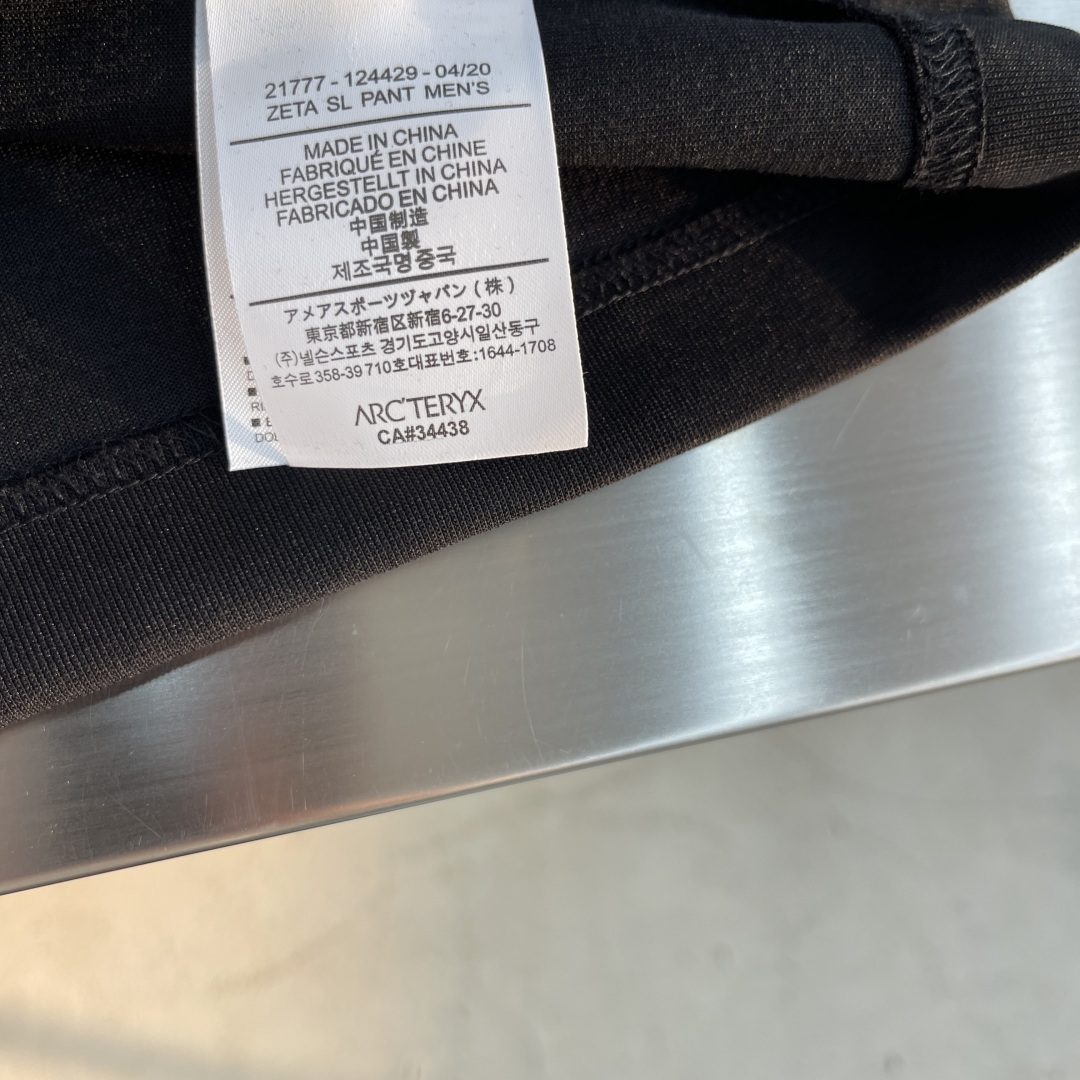 21777 - 124429 - 04/20
ZETA SL PANT MEN'S
MADE IN CHINA
FABRIQUÉ EN CHINE
HERGESTELLT IN CHINA
FABRICADO EN CHINA
中国制造
中国製
제조국명중국
アメアスポーツヅャパン (株)
東京都新宿区新宿6-27-30
(주)넬슨스포츠 경기도고양시일산동구
호수로358-39 710호대표번호:1644-1708
ARC'TERYX
CA#34438